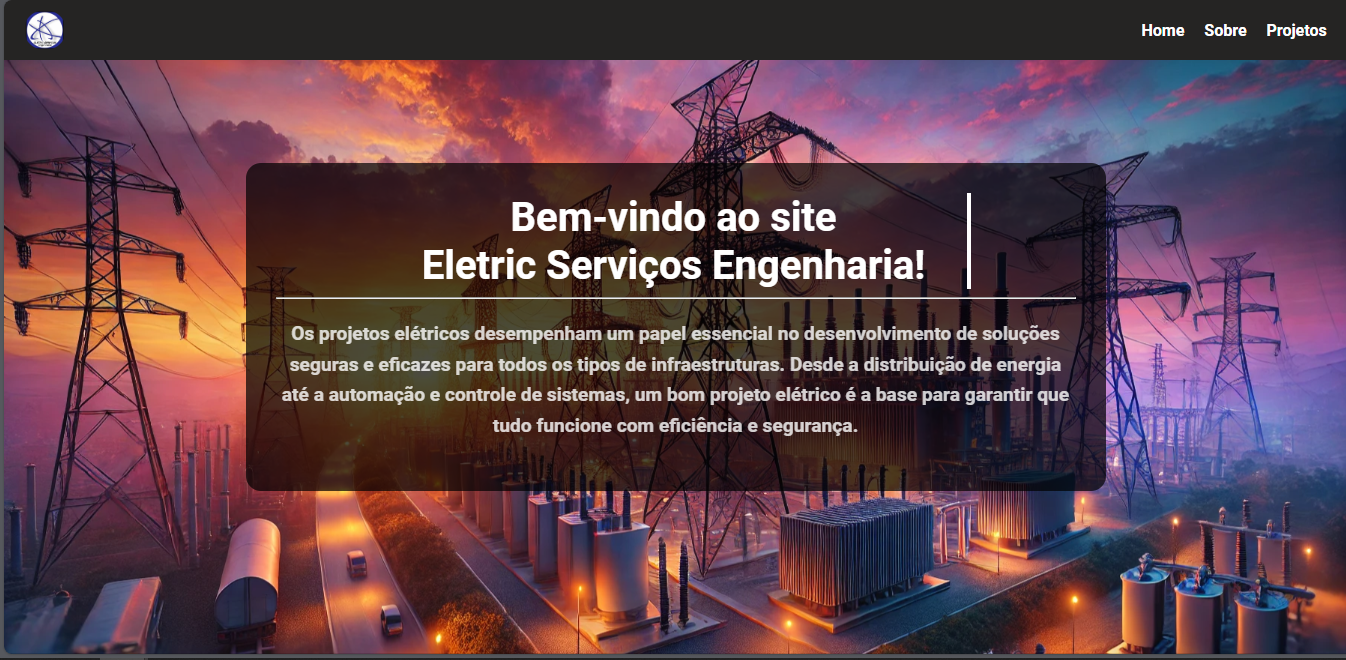 Home Sobre Projetos
Bem-vindo ao site
Eletric Serviços Engenharia!
Os projetos elétricos desempenham um papel essencial no desenvolvimento de soluções
seguras e eficazes para todos os tipos de infraestruturas. Desde a distribuição de energia
até a automação e controle de sistemas, um bom projeto elétrico é a base para garantir que
tudo funcione com eficiência e segurança.